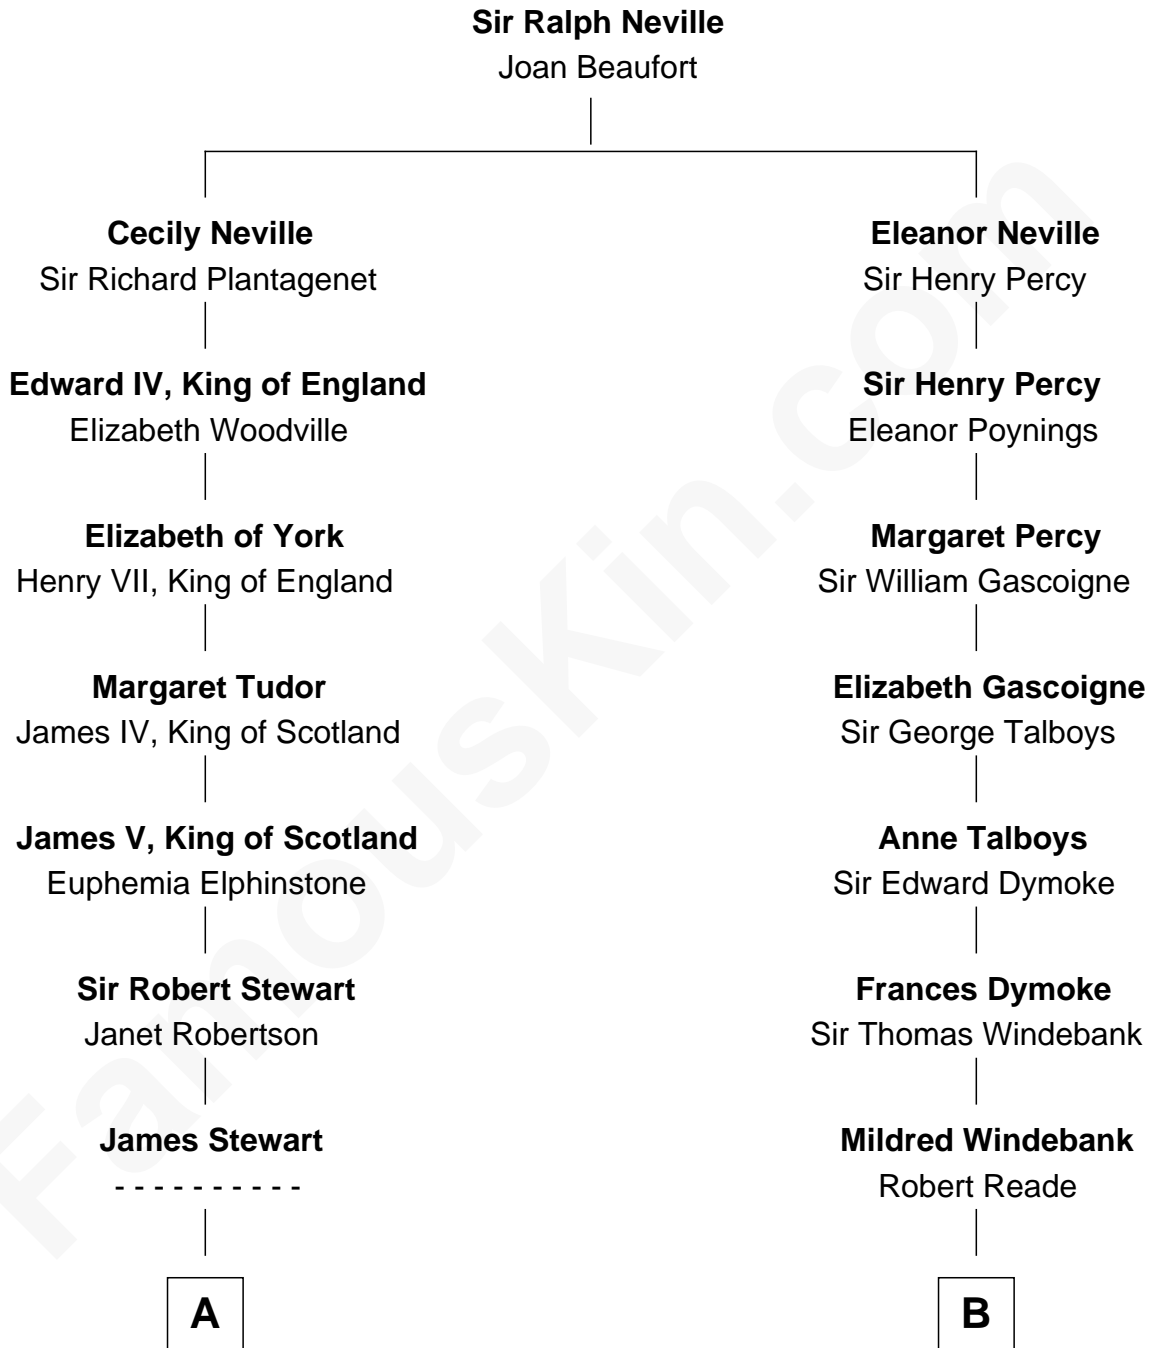 Sir Ralph Neville
Joan Beaufort
Cecily Neville
Sir Richard Plantagenet
Eleanor Neville
Sir Henry Percy
Edward IV, King of England
Elizabeth Woodville
Sir Henry Percy
Eleanor Poynings
Elizabeth of York
Henry VII, King of England
Margaret Percy
Sir William Gascoigne
Margaret Tudor
James IV, King of Scotland
Elizabeth Gascoigne
Sir George Talboys
James V, King of Scotland
Euphemia Elphinstone
Anne Talboys
Sir Edward Dymoke
Sir Robert Stewart
Janet Robertson
Frances Dymoke
Sir Thomas Windebank
James Stewart
- - - - - - - - - -
Mildred Windebank
Robert Reade
A
B
FamousKin.com